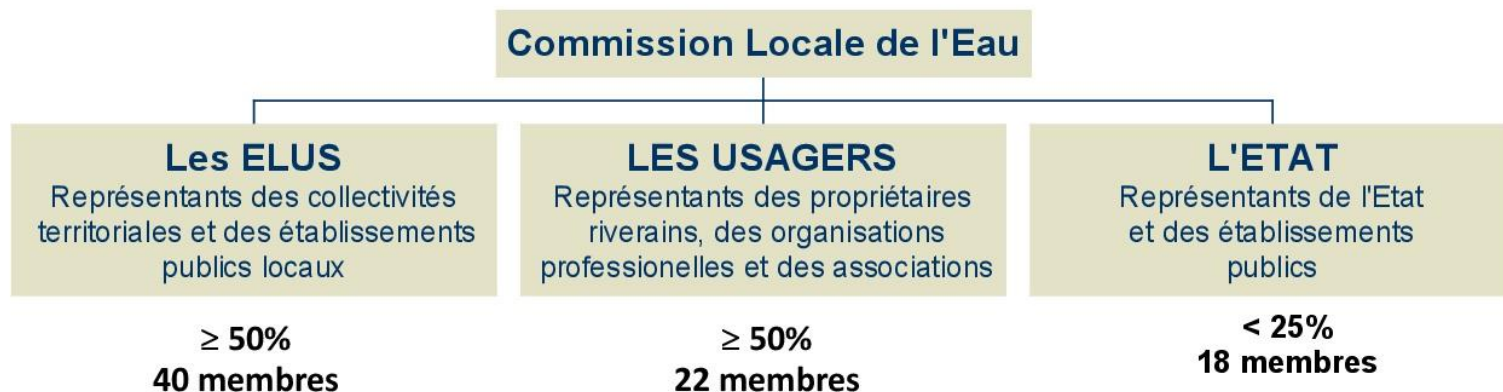 Commission Locale de l'Eau
Les ELUS
Représentants des collectivités
territoriales et des établissements
publics locaux
≥ 50%
40 membres
LES USAGERS
Représentants des propriétaires
riverains, des organisations
professionelles et des associations
≥ 50%
22 membres
L'ETAT
Représentants de l'Etat
et des établissements
publics
< 25%
18 membres